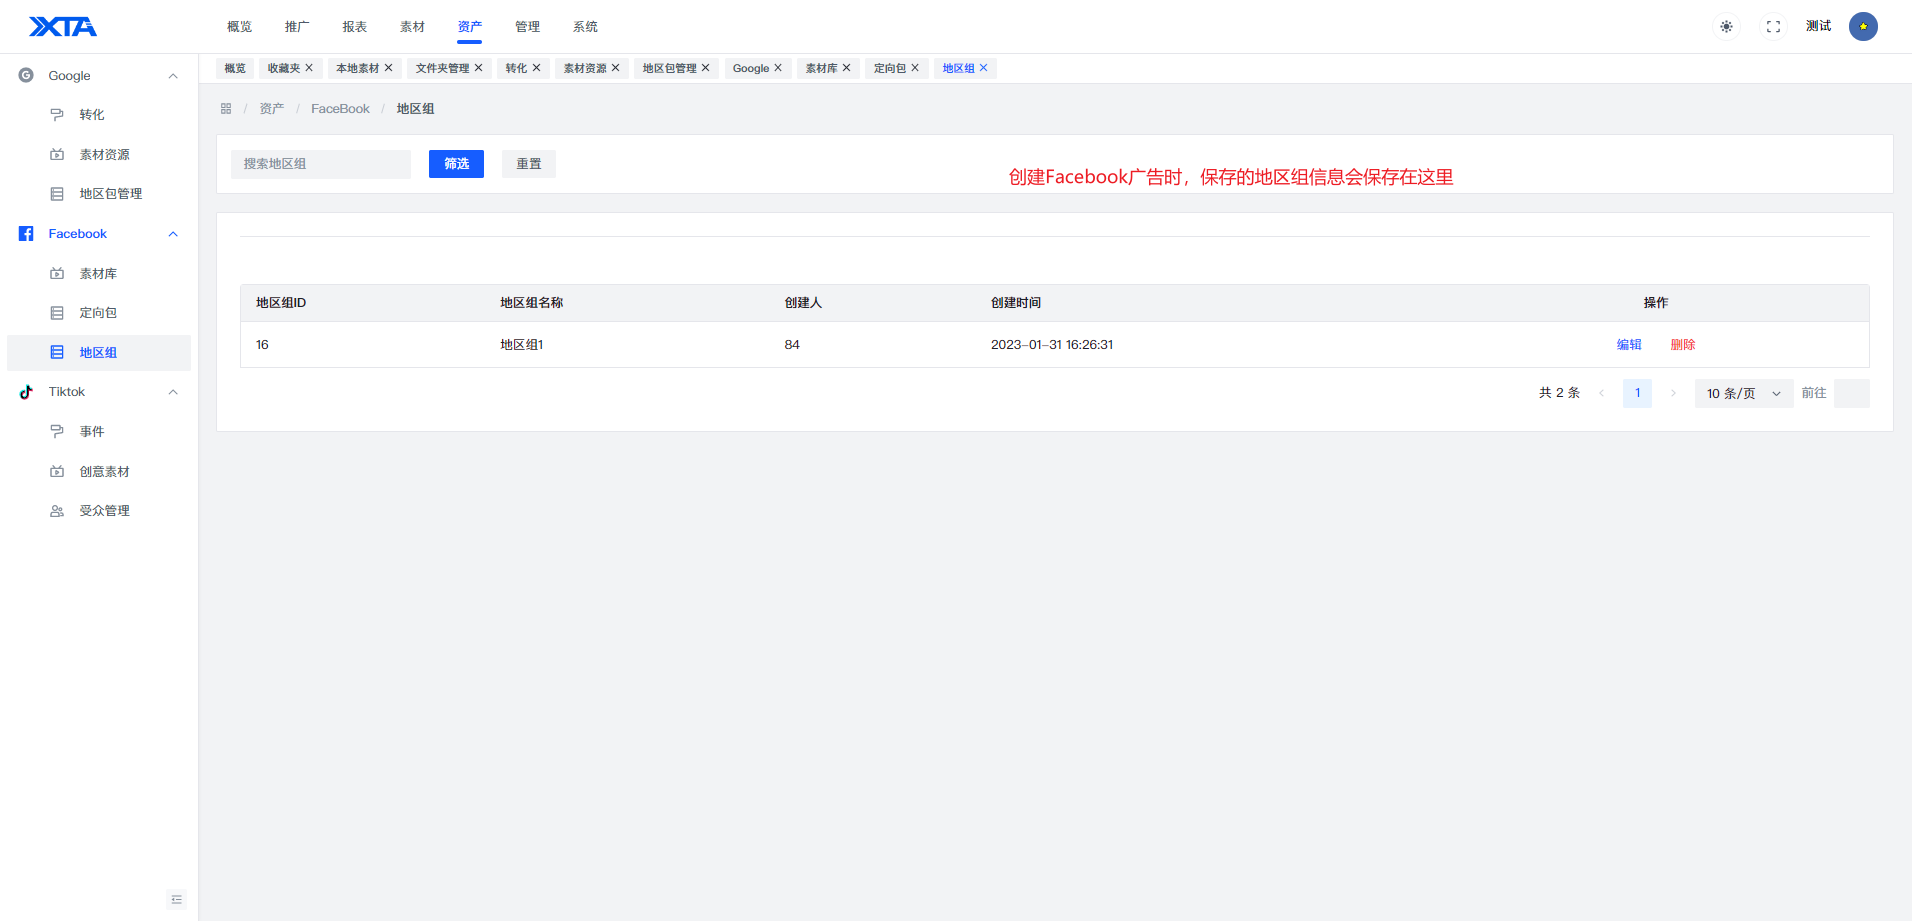 XTA
概览 推广 报表 素材 资产 管理 系统 测试
Google
转化
素材资源
地区包管理
Facebook
素材库
定向包
地区组
Tiktok
事件
创意素材
受众管理
概览 收藏夹 本地素材 文件夹管理 转化 素材资源 地区包管理 Google 素材库 定向包 地区组
/ 资产 / FaceBook / 地区组
搜索地区组 筛选 重置
创建Facebook广告时，保存的地区组信息会保存在这里
地区组ID 地区组名称 创建人 创建时间 操作
16 地区组1 84 2023-01-31 16:26:31 编辑 删除
共 2 条 1 10 条/页 前往